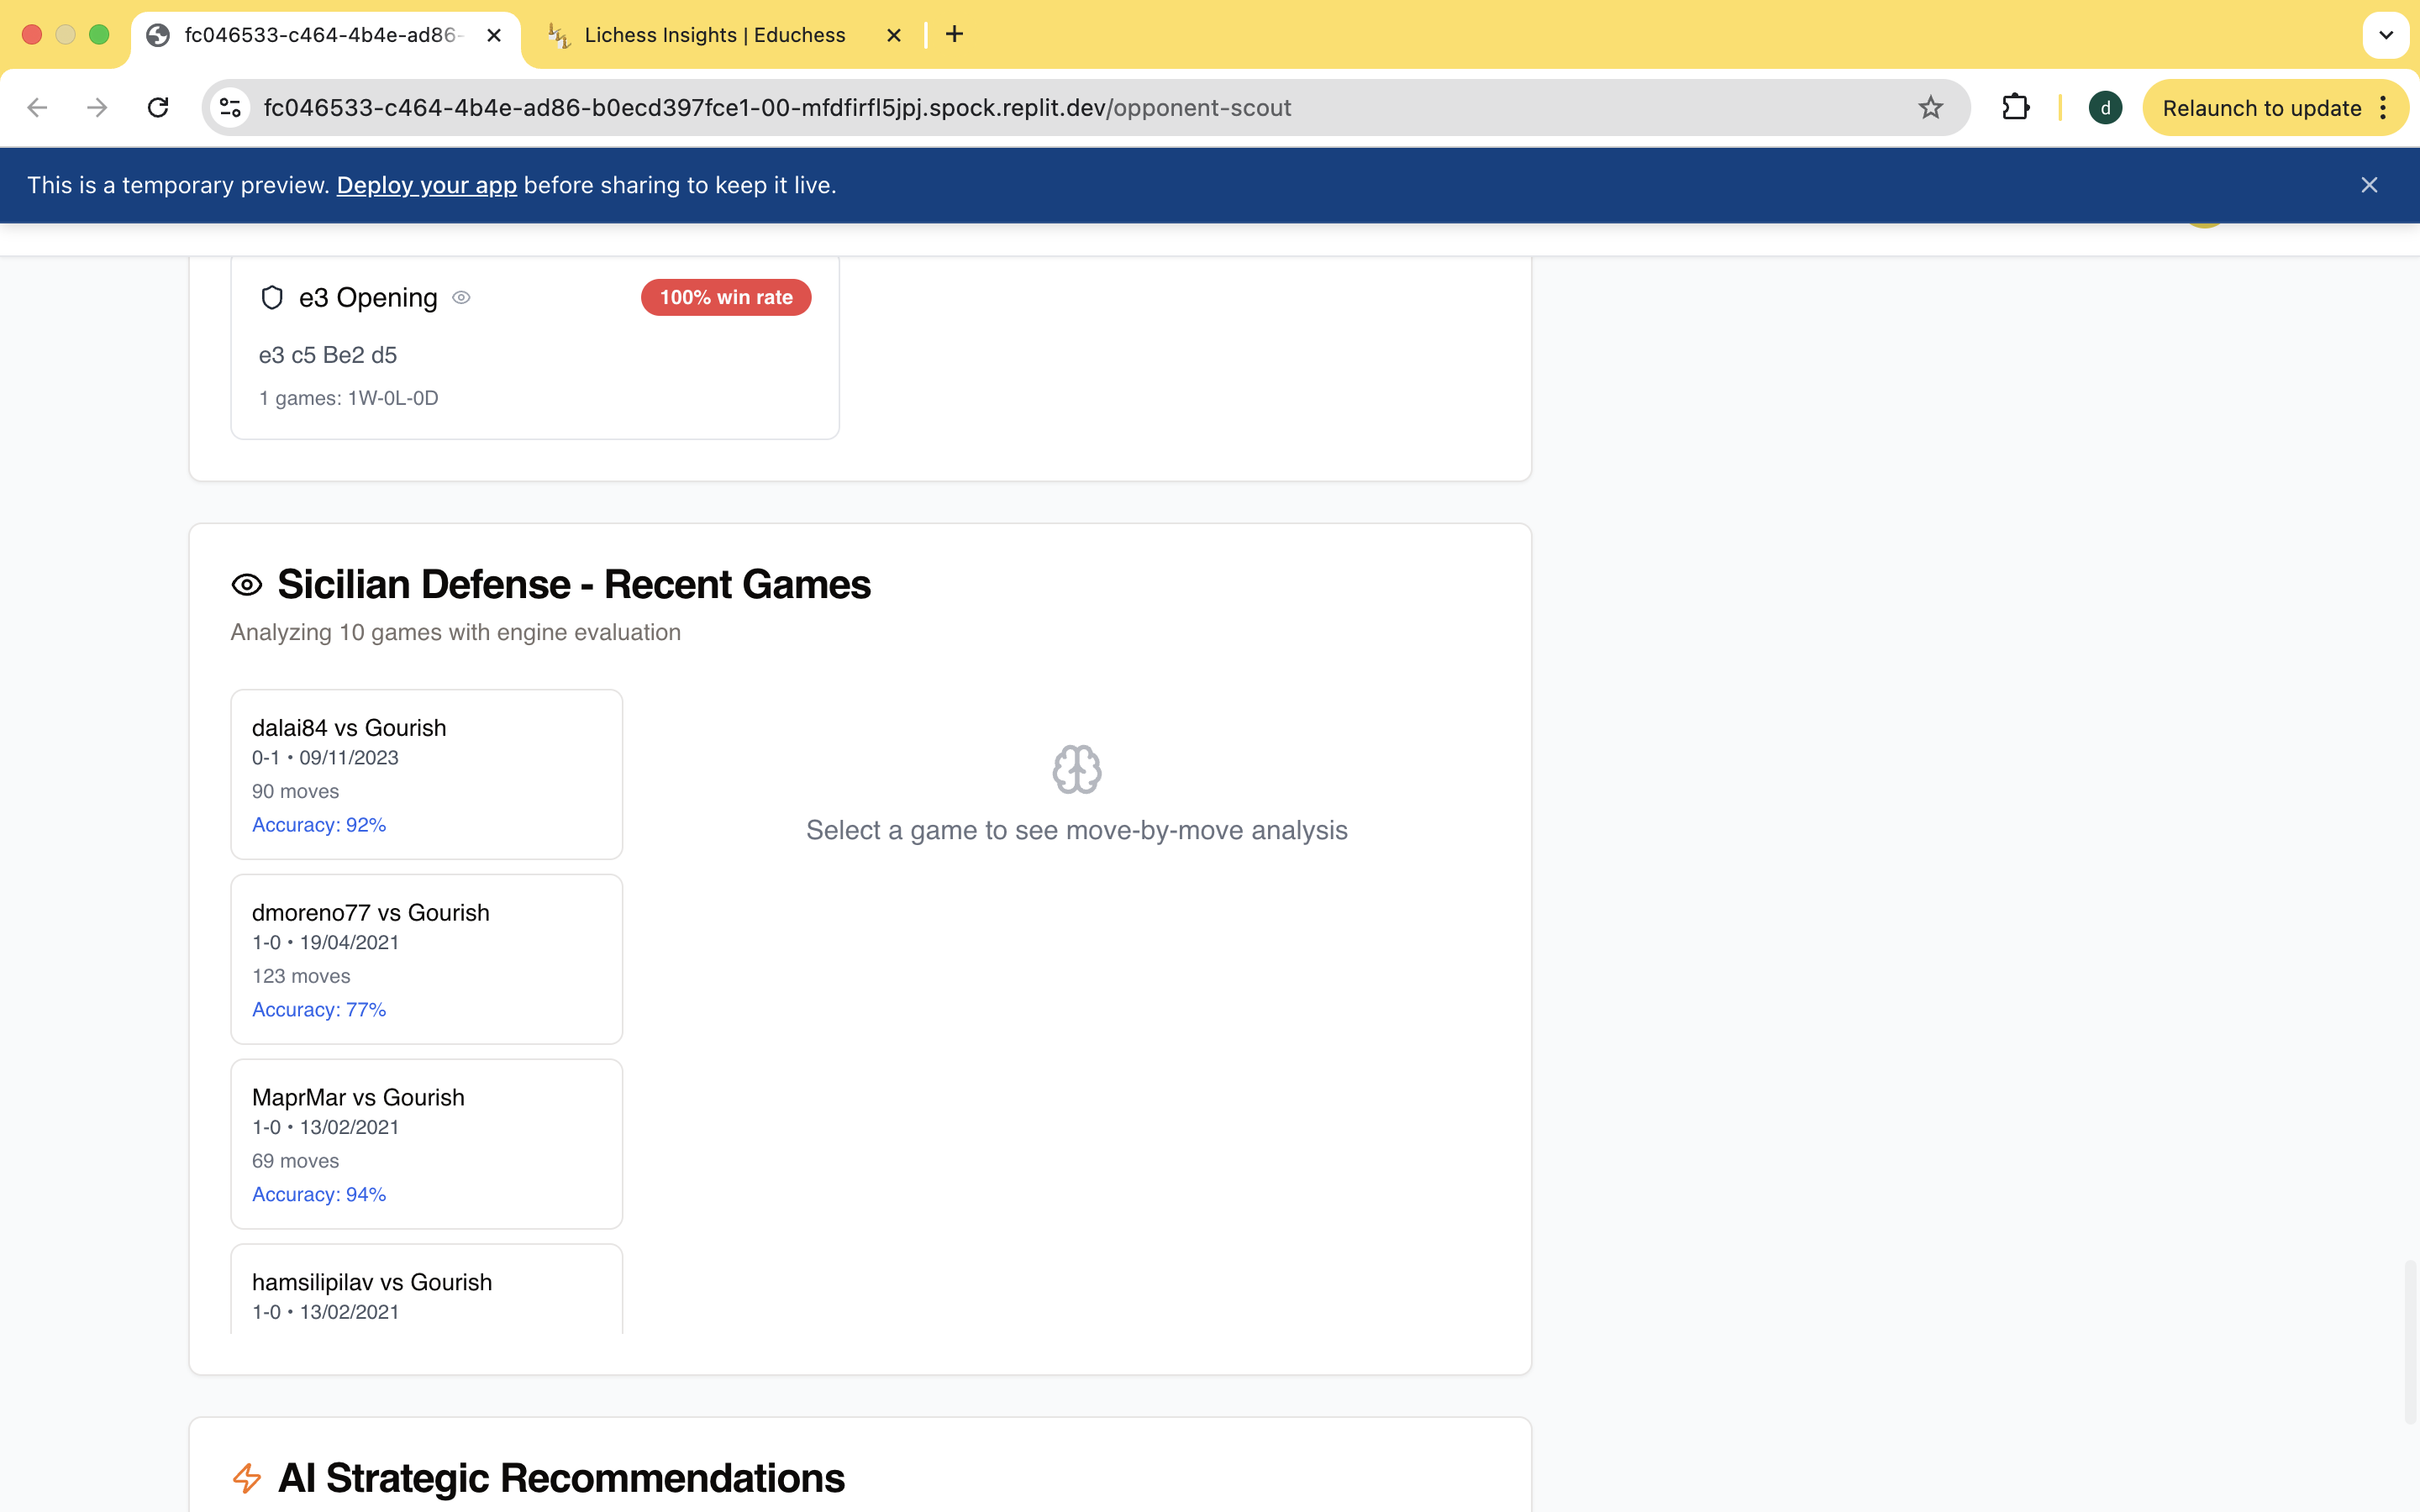 fc046533-c464-4b4e-ad86-
Lichess Insights | Educhess
fc046533-c464-4b4e-ad86-b0ecd397fce1-00-mfdfirfl5jpj.spock.replit.dev/opponent-scout
d
Relaunch to update
This is a temporary preview. Deploy your app before sharing to keep it live.
e3 Opening
100% win rate
e3 c5 Be2 d5
1 games: 1W-0L-0D
Sicilian Defense - Recent Games
Analyzing 10 games with engine evaluation
dalai84 vs Gourish
0-1 • 09/11/2023
90 moves
Accuracy: 92%
Select a game to see move-by-move analysis
dmoreno77 vs Gourish
1-0 • 19/04/2021
123 moves
Accuracy: 77%
MaprMar vs Gourish
1-0 • 13/02/2021
69 moves
Accuracy: 94%
hamsilipilav vs Gourish
1-0 • 13/02/2021
AI Strategic Recommendations